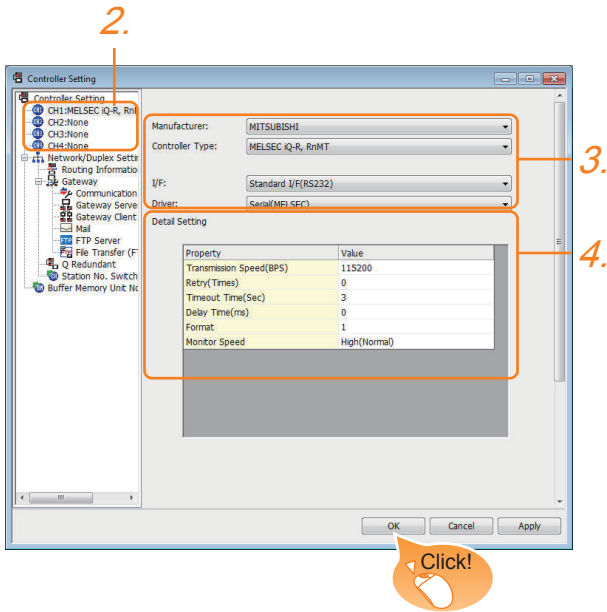 2.
Controller Setting
Controller Setting
CH1:MELSEC iQ-R, Rn
CH2:None
CH3:None
CH4:None
Network/Duplex Settin
Routing Informatio
Gateway
Communication
Gateway Serve
Gateway Client
Mail
FTP Server
File Transfer (F
Q Redundant
Station No. Switch
Buffer Memory Unit No
Manufacturer: MITSUBISHI
Controller Type: MELSEC iQ-R, RnMT
I/F: Standard I/F(RS232)
Driver: Serial(MELSEC)
3.
Detail Setting
Property Value
Transmission Speed(BPS) 115200
Retry(Times) 0
Timeout Time(Sec) 3
Delay Time(ms) 0
Format 1
Monitor Speed High(Normal)
4.
OK Cancel Apply
Click!